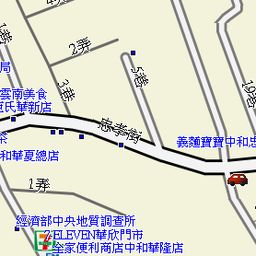 1巷
2弄
局
3巷
5巷
19巷
雲南美食
氏華新店
忠孝街
義麵寶寶中和忠
茶
和華夏總店
1弄
經濟部中央地質調查所
7-ELEVEN華欣門市
全家便利商店中和華隆店